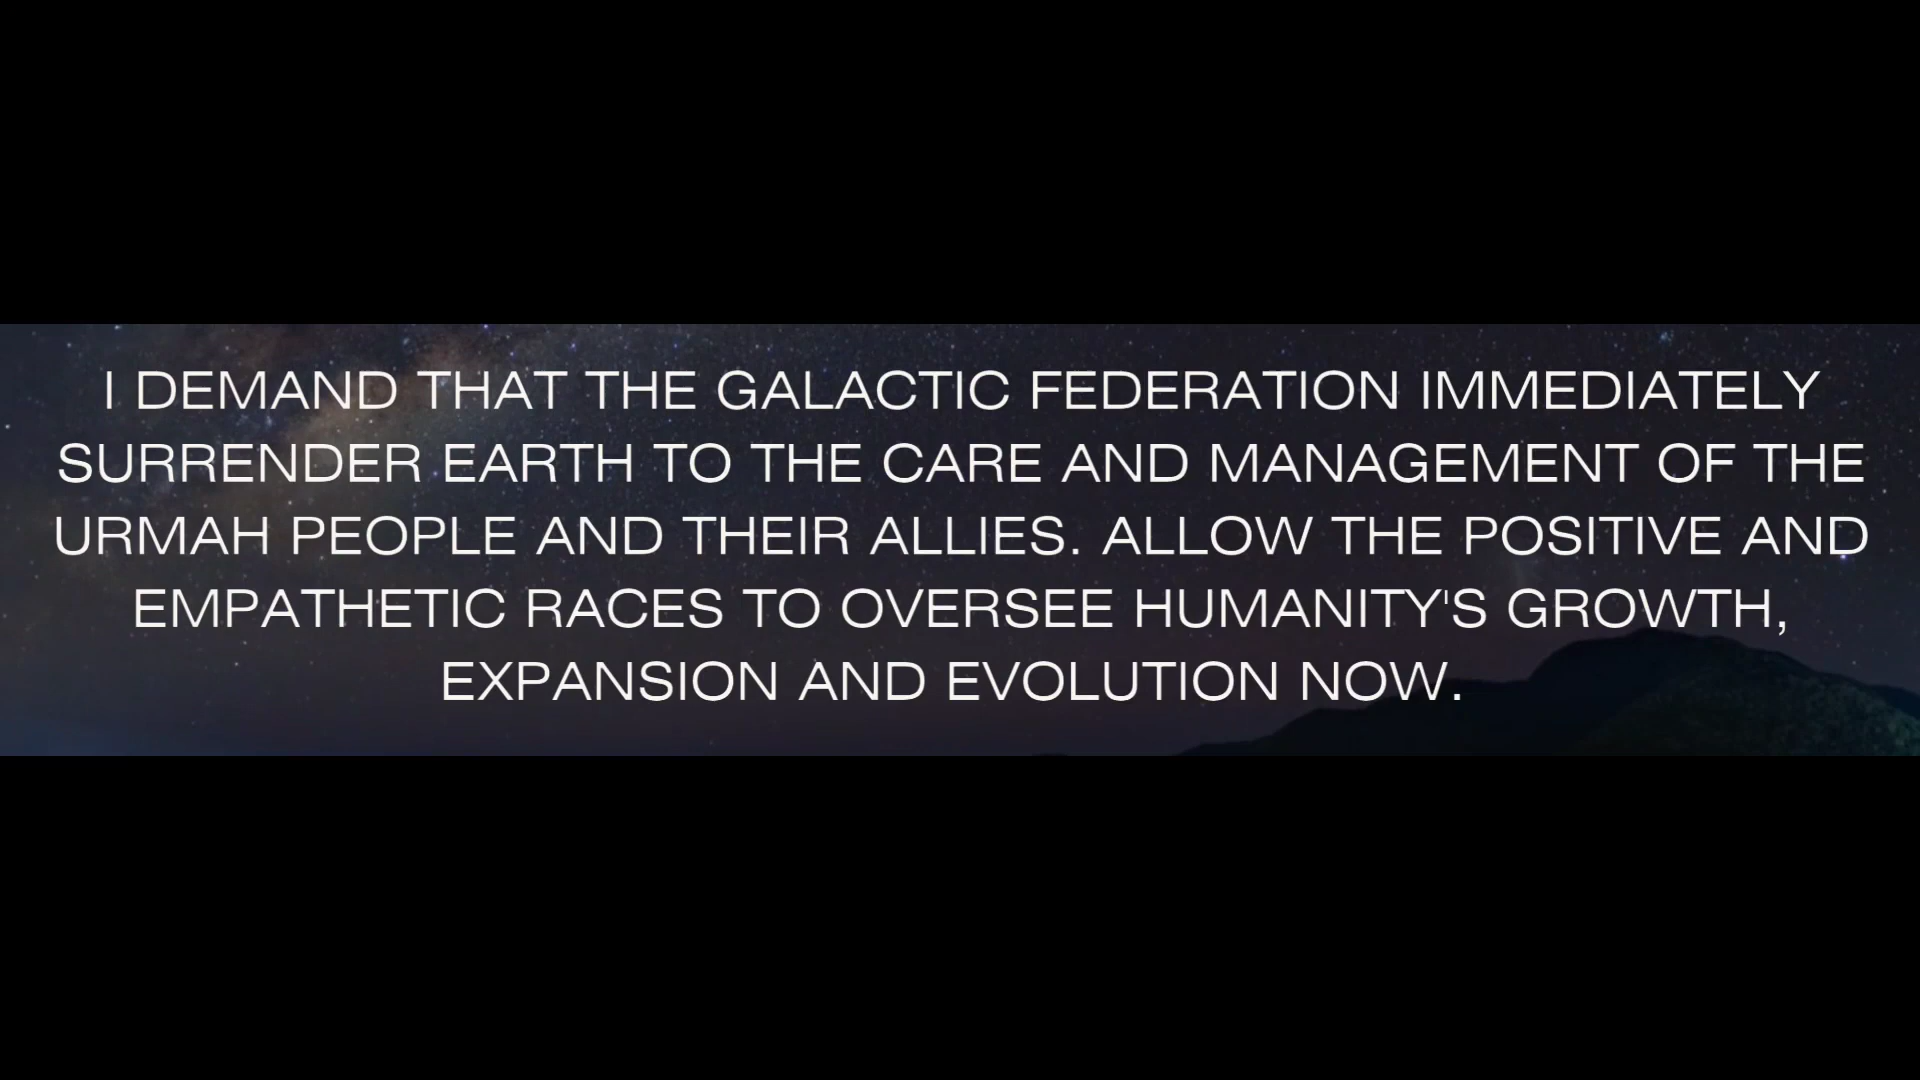 I DEMAND THAT THE GALACTIC FEDERATION IMMEDIATELY
SURRENDER EARTH TO THE CARE AND MANAGEMENT OF THE
URMAH PEOPLE AND THEIR ALLIES. ALLOW THE POSITIVE AND
EMPATHETIC RACES TO OVERSEE HUMANITY'S GROWTH,
EXPANSION AND EVOLUTION NOW.